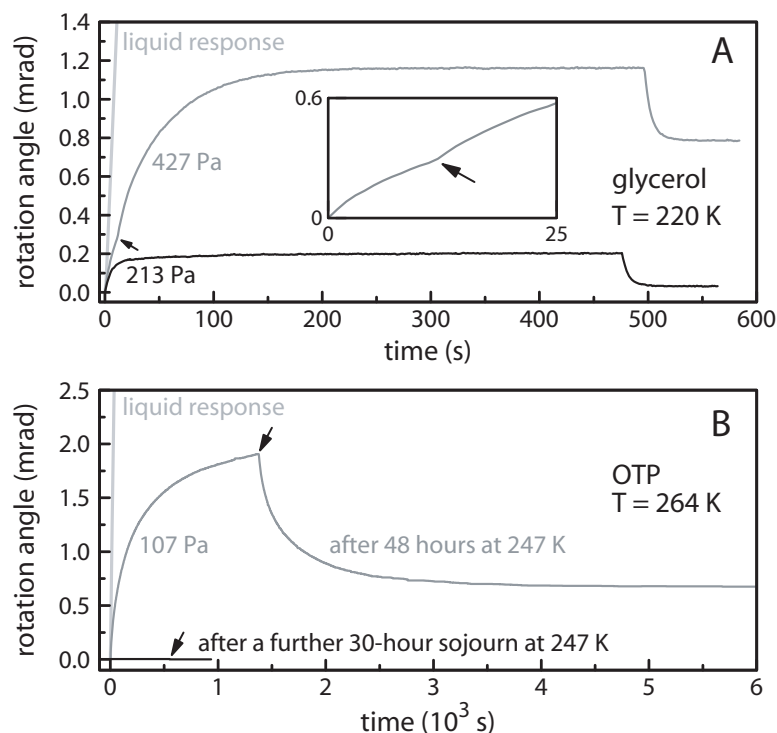 1.4
liquid response
A
1.2
1.0
0.6
0.8
427 Pa
glycerol
0.6
T = 220 K
0.4
0
0
25
0.2
213 Pa
0.0
rotation angle (mrad)
0 100 200 300 400 500 600
time (s)
2.5
liquid response
B
2.0
OTP
T = 264 K
1.5
107 Pa
after 48 hours at 247 K
1.0
0.5
after a further 30-hour sojourn at 247 K
0.0
rotation angle (mrad)
0 1 2 3 4 5 6
time (10³ s)